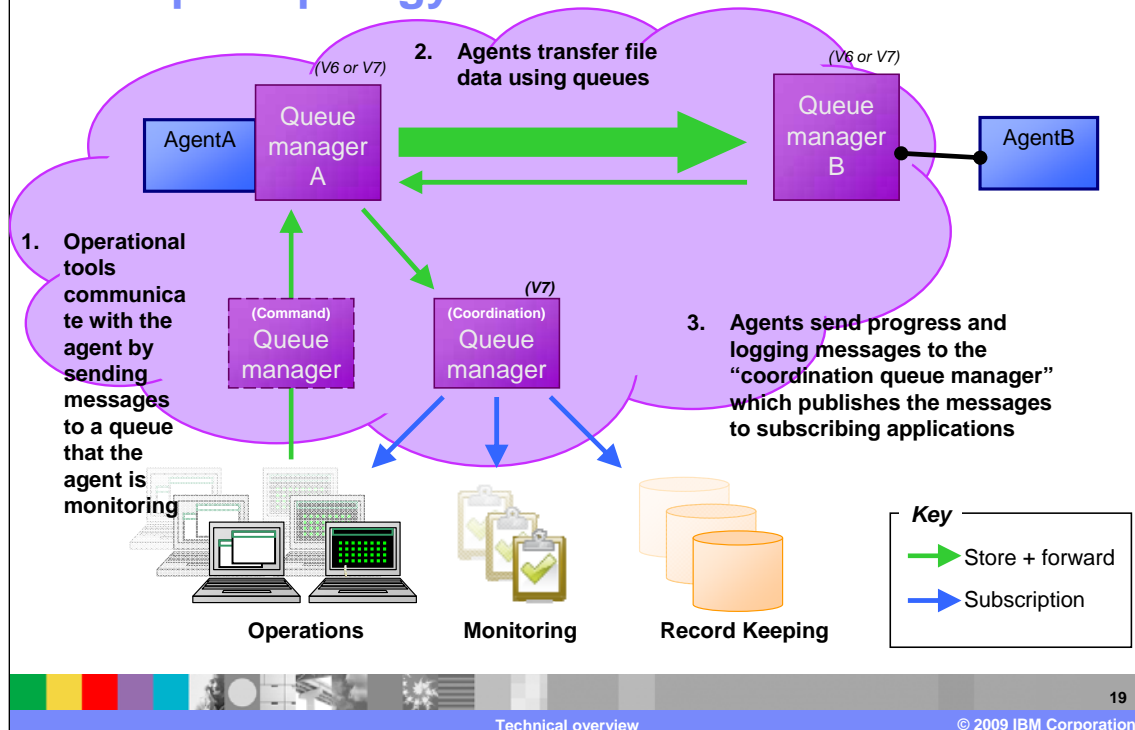 2. Agents transfer file
data using queues
(V6 or V7)
(V6 or V7)
AgentA
Queue
manager
A
Queue
manager
B
AgentB
1. Operational
tools
communica
te with the
agent by
sending
messages
to a queue
that the
agent is
monitoring
(Command)
Queue
manager
(V7)
(Coordination)
Queue
manager
3. Agents send progress and
logging messages to the
“coordination queue manager”
which publishes the messages
to subscribing applications
Key
Store + forward
Subscription
Operations
Monitoring
Record Keeping
19
Technical overview
© 2009 IBM Corporation